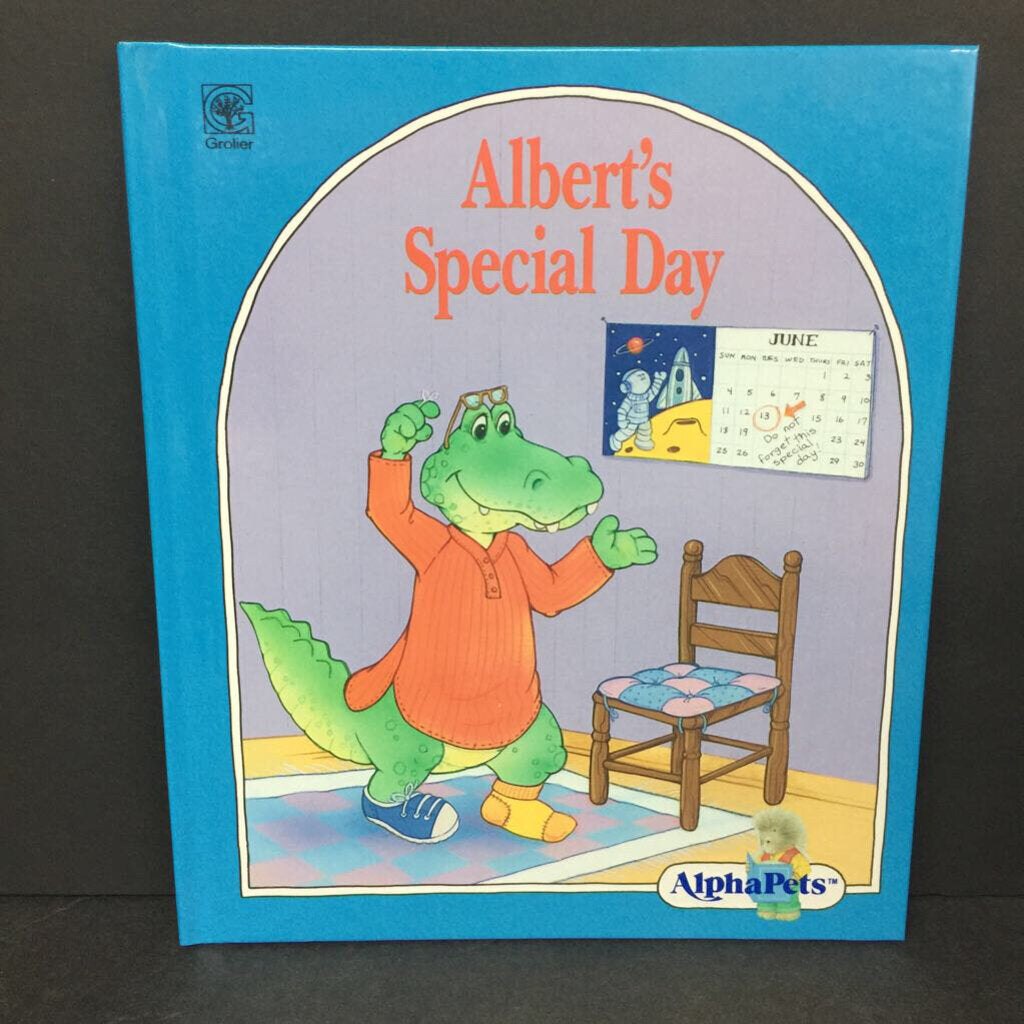 Grolier
Albert's
Special Day
JUNE
SUN MON TUES WED THURS FRI SAT
1 2 3
4 5 6 7 8 9 10
11 12 13 15 16 17
18 19 23 24
25 26 29 30
Do not
forget this
special
day!
AlphaPets™